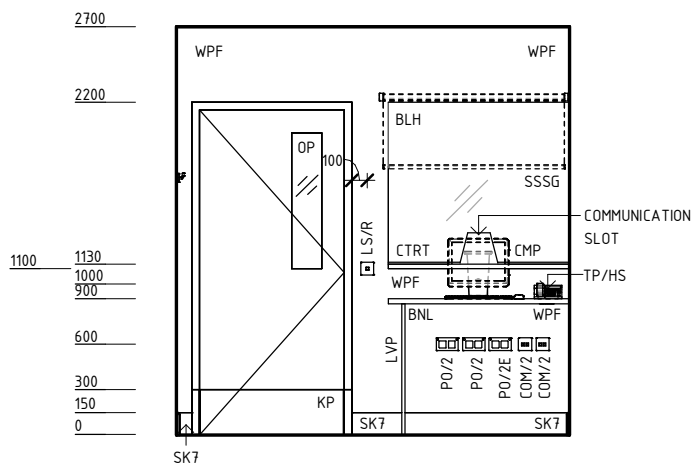 2700
WPF
WPF
2200
BLH
OP
100
SSSG
LS/R
COMMUNICATION
SLOT
CTRT
CMP
1100
1130
1000
WPF
TP/HS
900
BNL
WPF
600
LVP
PO/2
PO/2
PO/2E
COM/2
COM/2
300
KP
150
SK7
SK7
0
SK7